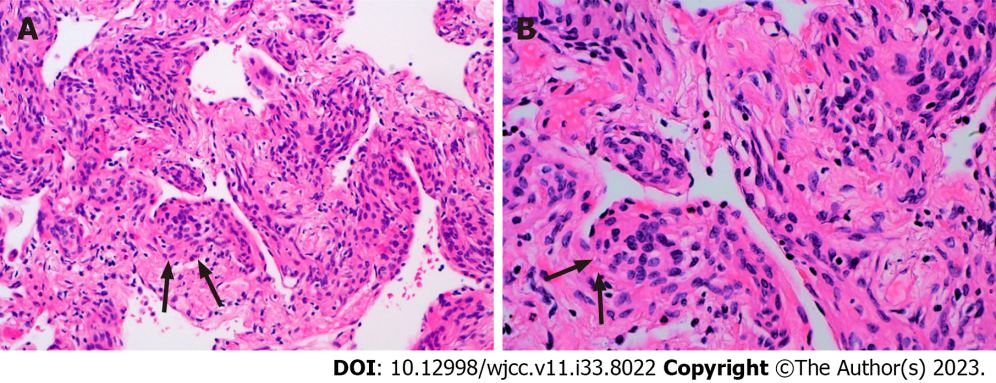 A
B
DOI: 10.12998/wjcc.v11.i33.8022 Copyright ©The Author(s) 2023.